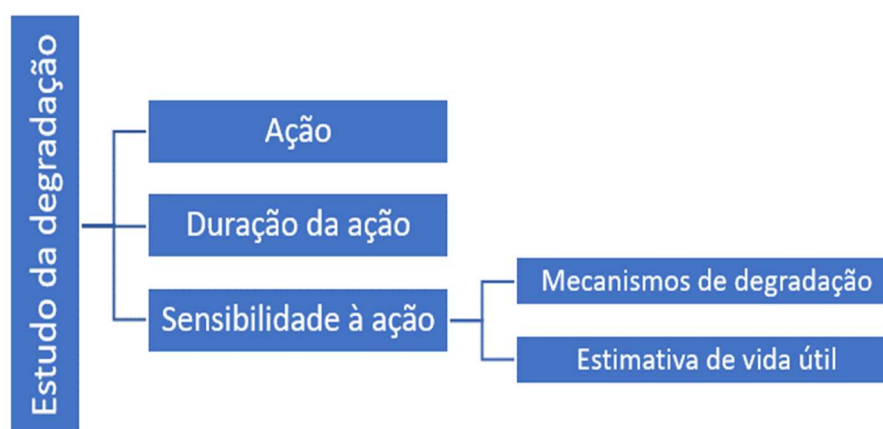 Estudo da degradação
Ação
Duração da ação
Sensibilidade à ação
Mecanismos de degradação
Estimativa de vida útil